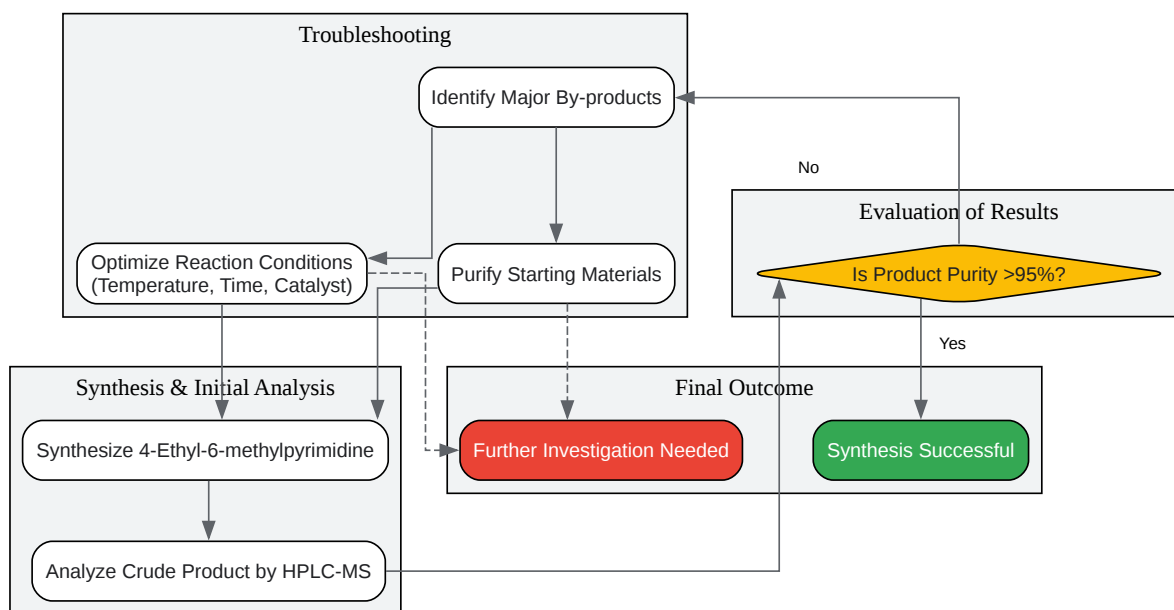 Troubleshooting
Identify Major By-products
No
Evaluation of Results
Optimize Reaction Conditions
(Temperature, Time, Catalyst)
Purify Starting Materials
Is Product Purity >95%?
Yes
Synthesis & Initial Analysis
Final Outcome
Synthesize 4-Ethyl-6-methylpyrimidine
Further Investigation Needed
Synthesis Successful
Analyze Crude Product by HPLC-MS